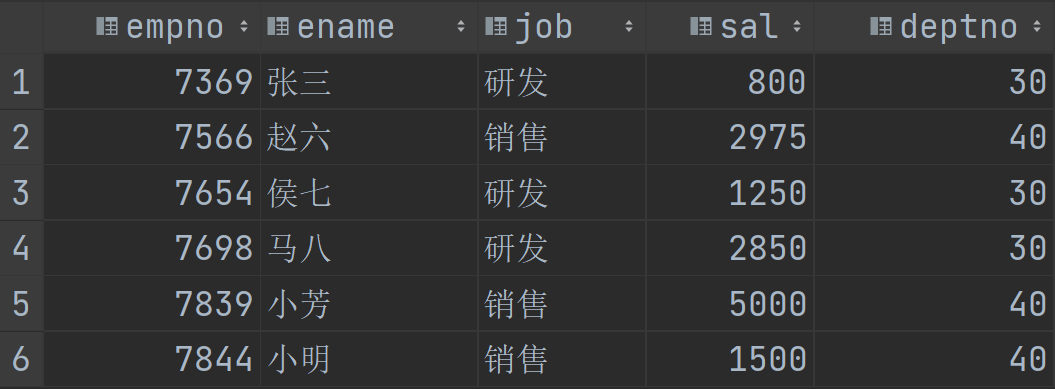 empno ename job sal deptno
1 7369 张三 研发 800 30
2 7566 赵六 销售 2975 40
3 7654 侯七 研发 1250 30
4 7698 马八 研发 2850 30
5 7839 小芳 销售 5000 40
6 7844 小明 销售 1500 40